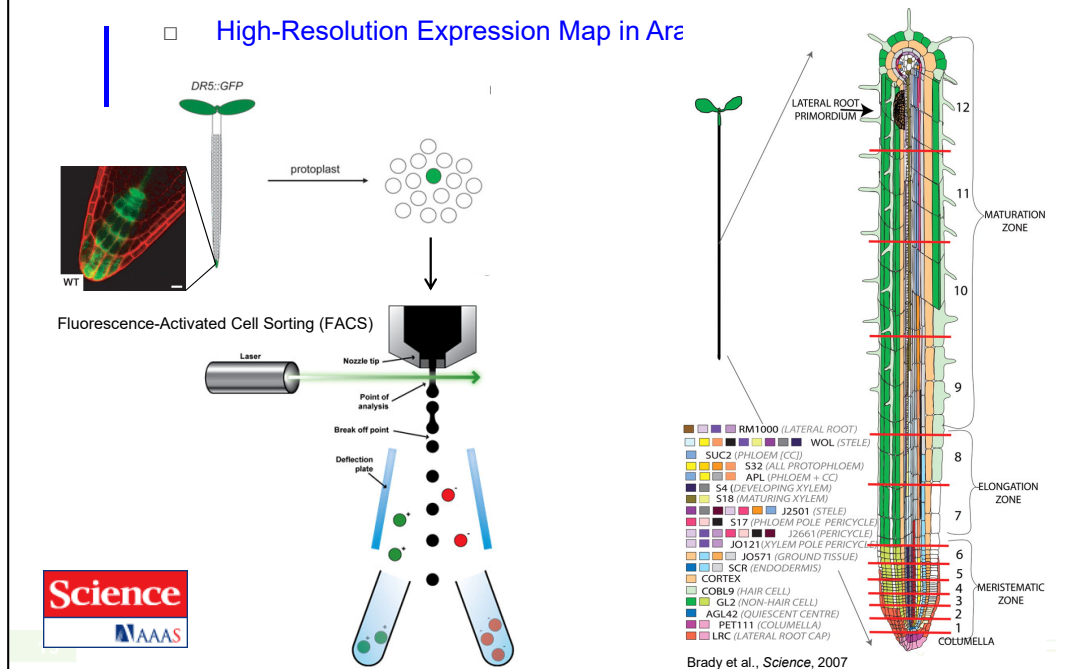 High-Resolution Expression Map in Ara
DR5::GFP
protoplast
WT
Fluorescence-Activated Cell Sorting (FACS)
Laser
Nozzle tip
Point of
analysis
Break off point
Deflection
plate
Science
AAAS
LATERAL ROOT
PRIMORDIUM
12
11
10
9
8
7
6
5
4
3
2
1
MATURATION
ZONE
ELONGATION
ZONE
MERISTEMATIC
ZONE
COLUMELLA
RM1000 (LATERAL ROOT)
WOL (STELE)
SUC2 (PHLOEM [CC])
S32 (ALL PROTOPHLOEM)
APL (PHLOEM + CC)
S4 (DEVELOPING XYLEM)
S18 (MATURING XYLEM)
J2501 (STELE)
S17 (PHLOEM POLE PERICYCLE)
J2661 (PERICYCLE)
JO121 (XYLEM POLE PERICYCLE)
JO571 (GROUND TISSUE)
SCR (ENDODERMIS)
CORTEX
COBL9 (HAIR CELL)
GL2 (NON-HAIR CELL)
AGL42 (QUIESCENT CENTRE)
PET111 (COLUMELLA)
LRC (LATERAL ROOT CAP)
Brady et al., Science, 2007